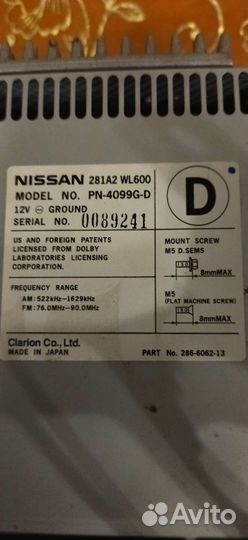 NISSAN 281A2 WL600
MODEL NO. PN-4099G-D
12V ⊖ GROUND
SERIAL NO. 0089241
D
US AND FOREIGN PATENTS
LICENSED FROM DOLBY
LABORATORIES LICENSING
CORPORATION.
MOUNT SCREW
M5 D.SEMS
8mmMAX
FREQUENCY RANGE
AM: 522kHz-1629kHz
FM: 76.0MHz-90.0MHz
M5
(FLAT MACHINE SCREW)
8mmMAX
Clarion Co., Ltd.
MADE IN JAPAN
PART No. 286-6062-13
Avito